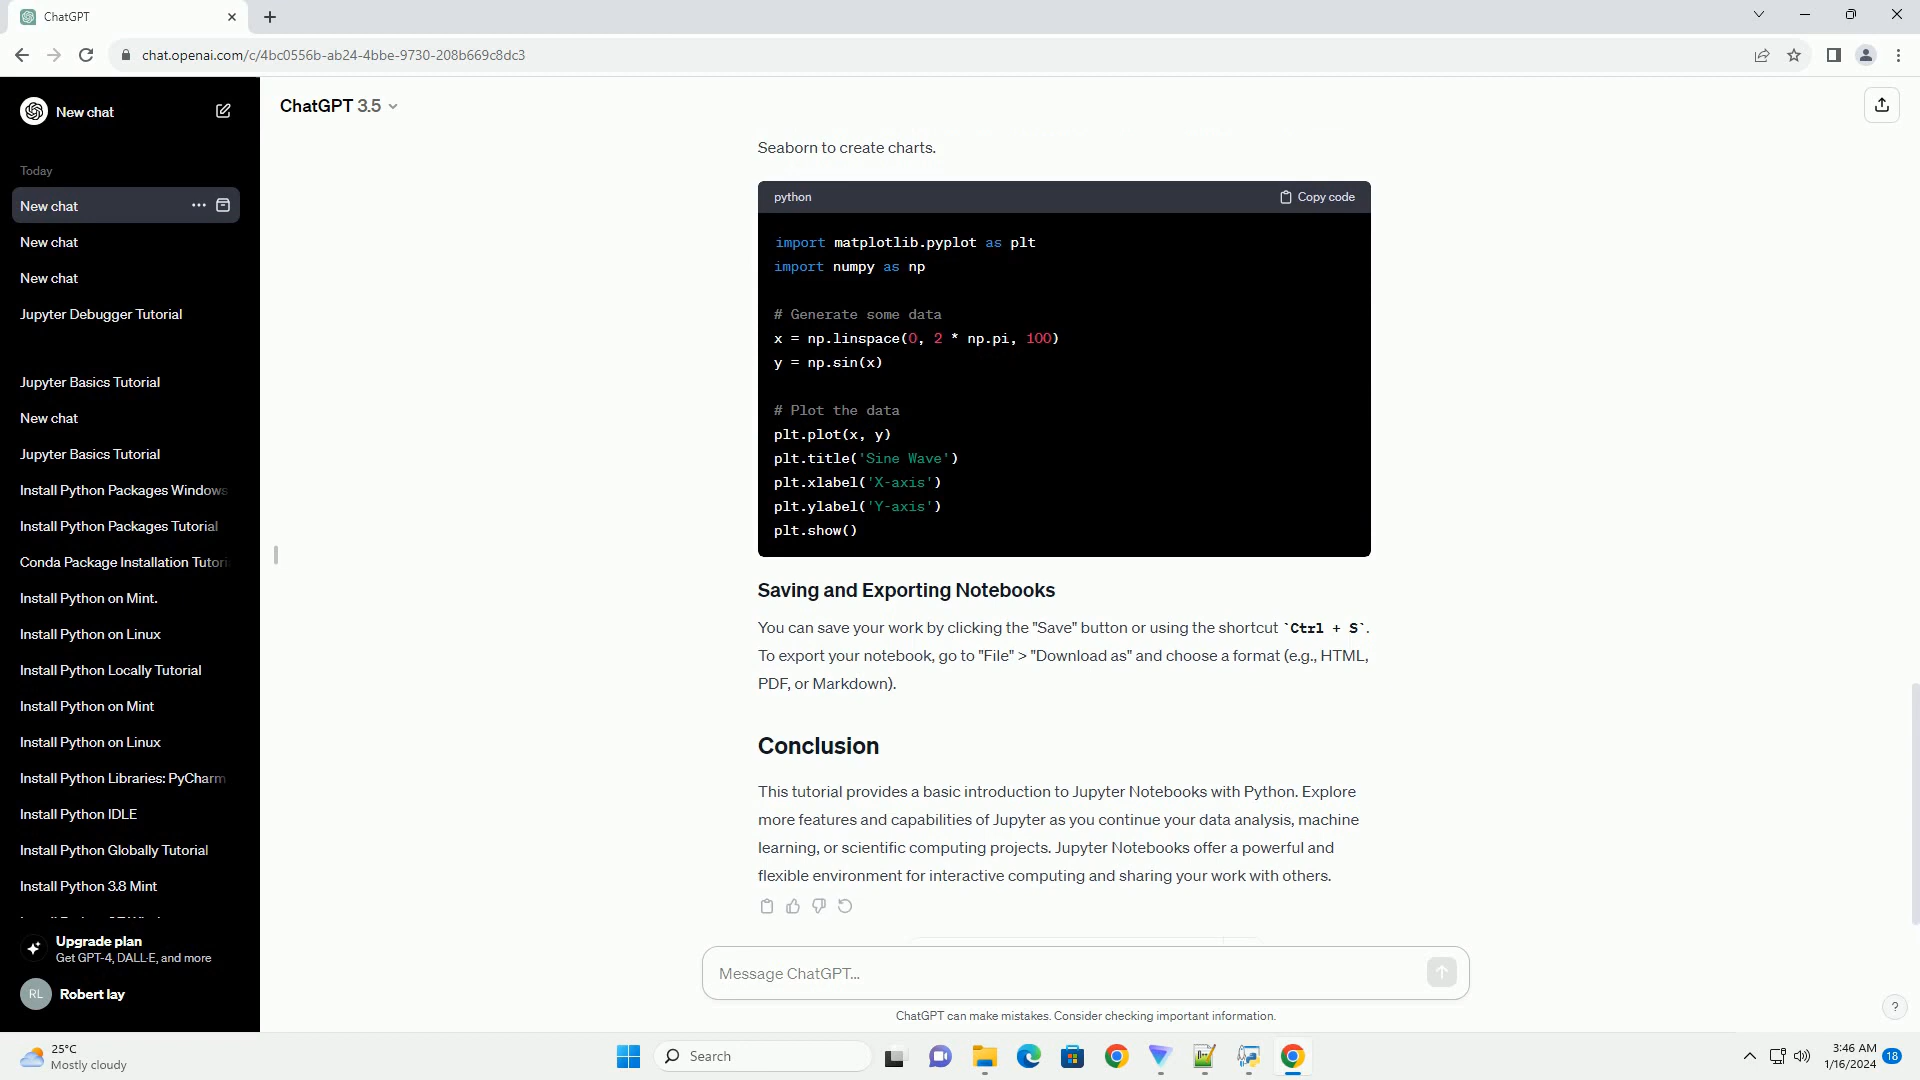 ChatGPT
chat.openai.com/c/4bc0556b-ab24-4bbe-9730-208b669c8dc3
New chat
Today
New chat
New chat
New chat
Jupyter Debugger Tutorial
Jupyter Basics Tutorial
New chat
Jupyter Basics Tutorial
Install Python Packages Windows
Install Python Packages Tutorial
Conda Package Installation Tutori
Install Python on Mint.
Install Python on Linux
Install Python Locally Tutorial
Install Python on Mint
Install Python on Linux
Install Python Libraries: PyCharm
Install Python IDLE
Install Python Globally Tutorial
Install Python 3.8 Mint
Upgrade plan
Get GPT-4, DALL·E, and more
RL
Robert lay
ChatGPT 3.5
Seaborn to create charts.
python
Copy code
import matplotlib.pyplot as plt
import numpy as np
# Generate some data
x = np.linspace(0, 2 * np.pi, 100)
y = np.sin(x)
# Plot the data
plt.plot(x, y)
plt.title('Sine Wave')
plt.xlabel('X-axis')
plt.ylabel('Y-axis')
plt.show()
Saving and Exporting Notebooks
You can save your work by clicking the "Save" button or using the shortcut `Ctrl + S`.
To export your notebook, go to "File" > "Download as" and choose a format (e.g., HTML,
PDF, or Markdown).
Conclusion
This tutorial provides a basic introduction to Jupyter Notebooks with Python. Explore
more features and capabilities of Jupyter as you continue your data analysis, machine
learning, or scientific computing projects. Jupyter Notebooks offer a powerful and
flexible environment for interactive computing and sharing your work with others.
Message ChatGPT...
ChatGPT can make mistakes. Consider checking important information.
?
25°C
Mostly cloudy
Search
3:46 AM
1/16/2024
18